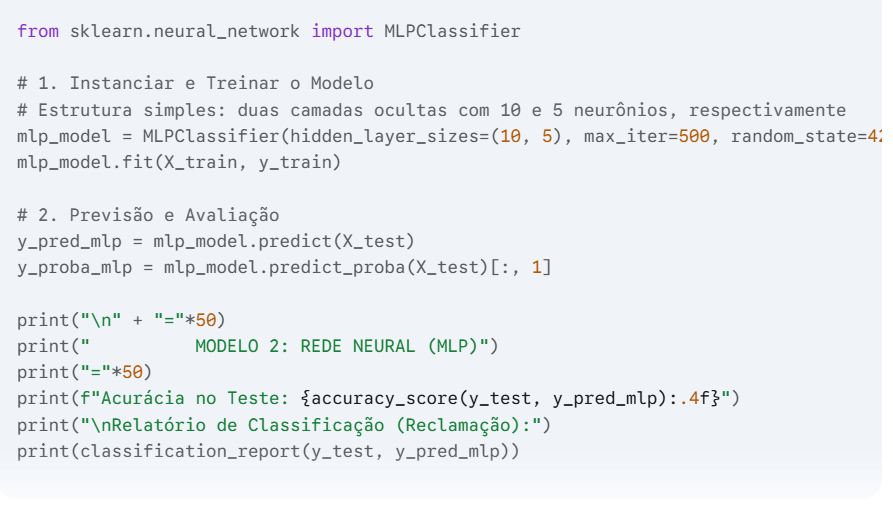 from sklearn.neural_network import MLPClassifier
# 1. Instanciar e Treinar o Modelo
# Estrutura simples: duas camadas ocultas com 10 e 5 neurônios, respectivamente
mlp_model = MLPClassifier(hidden_layer_sizes=(10, 5), max_iter=500, random_state=42
mlp_model.fit(X_train, y_train)
# 2. Previsão e Avaliação
y_pred_mlp = mlp_model.predict(X_test)
y_proba_mlp = mlp_model.predict_proba(X_test)[:, 1]
print("\n" + "="*50)
print("          MODELO 2: REDE NEURAL (MLP)")
print("="*50)
print(f"Acurácia no Teste: {accuracy_score(y_test, y_pred_mlp):.4f}")
print("\nRelatório de Classificação (Reclamação):")
print(classification_report(y_test, y_pred_mlp))